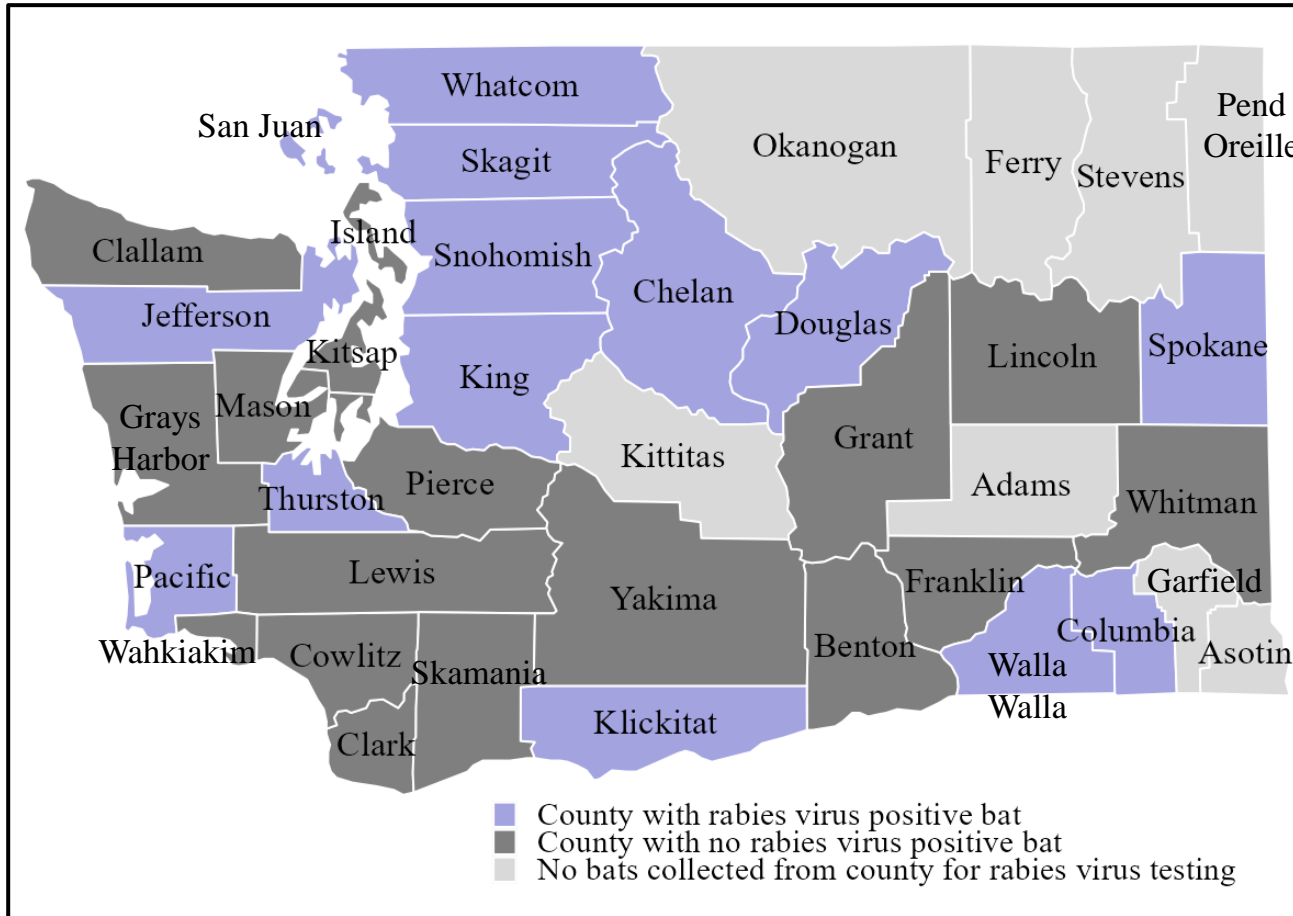 Whatcom
San Juan
Pend
Oreille
Okanogan
Skagit
Ferry
Stevens
Island
Clallam
Snohomish
Chelan
Jefferson
Douglas
Kitsap
Lincoln
Spokane
King
Mason
Grays
Harbor
Grant
Kittitas
Pierce
Adams
Thurston
Whitman
Lewis
Pacific
Franklin
Garfield
Yakima
Columbia
Wahkiakim
Cowlitz
Skamania
Benton
Walla
Walla
Asotin
Klickitat
Clark
County with rabies virus positive bat
County with no rabies virus positive bat
No bats collected from county for rabies virus testing